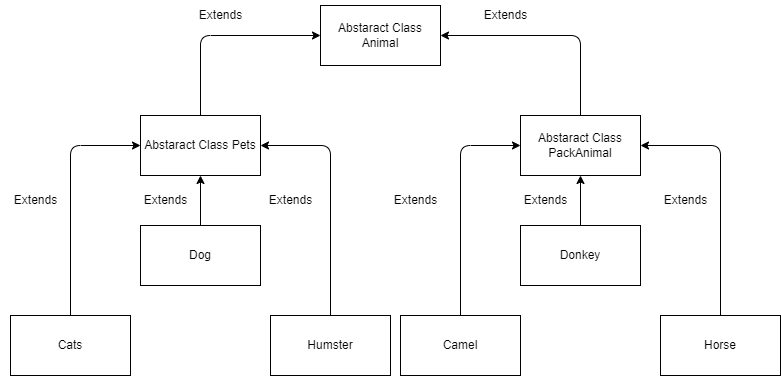 Extends
Abstaract Class
Animal
Extends
Abstaract Class Pets
Abstaract Class
PackAnimal
Extends
Extends
Extends
Extends
Extends
Extends
Dog
Donkey
Cats
Humster
Camel
Horse